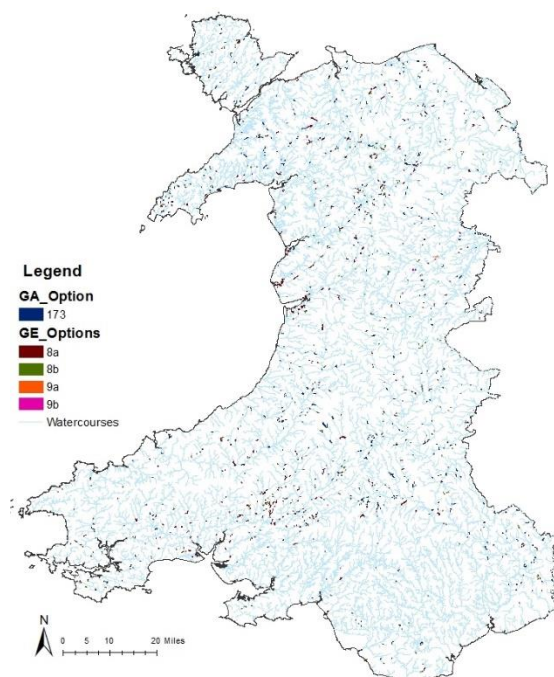 Legend
GA_Option
173
GE_Options
8a
8b
9a
9b
Watercourses
N
0 5 10 20 Miles